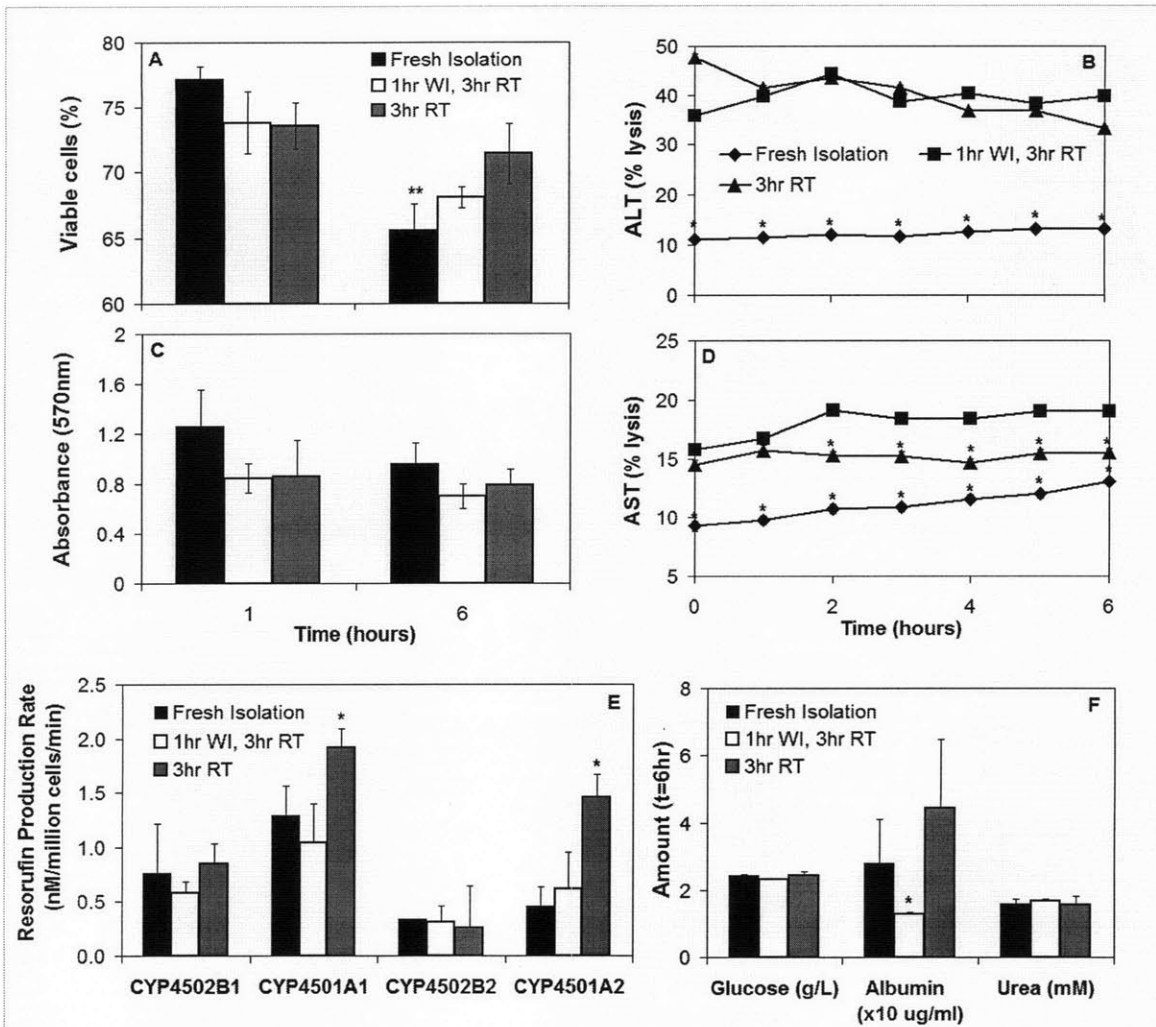 A
Viable cells (%)
80
75
70
65
60
Fresh Isolation
1hr WI, 3hr RT
3hr RT
**
B
ALT (% lysis)
50
40
30
20
10
0
Fresh Isolation
1hr WI, 3hr RT
3hr RT
* * * * * * *
C
Absorbance (570nm)
2
1.6
1.2
0.8
0.4
0
1
6
Time (hours)
D
AST (% lysis)
25
20
15
10
5
* * * * *
* * * * * * *
0
2
4
6
Time (hours)
E
Resorufin Production Rate
(nM/million cells/min)
2.5
2.0
1.5
1.0
0.5
0.0
Fresh Isolation
1hr WI, 3hr RT
3hr RT
*
*
CYP4502B1
CYP4501A1
CYP4502B2
CYP4501A2
F
Amount (t=6hr)
8
6
4
2
0
Fresh Isolation
1hr WI, 3hr RT
3hr RT
*
Glucose (g/L)
Albumin
(x10 ug/ml)
Urea (mM)